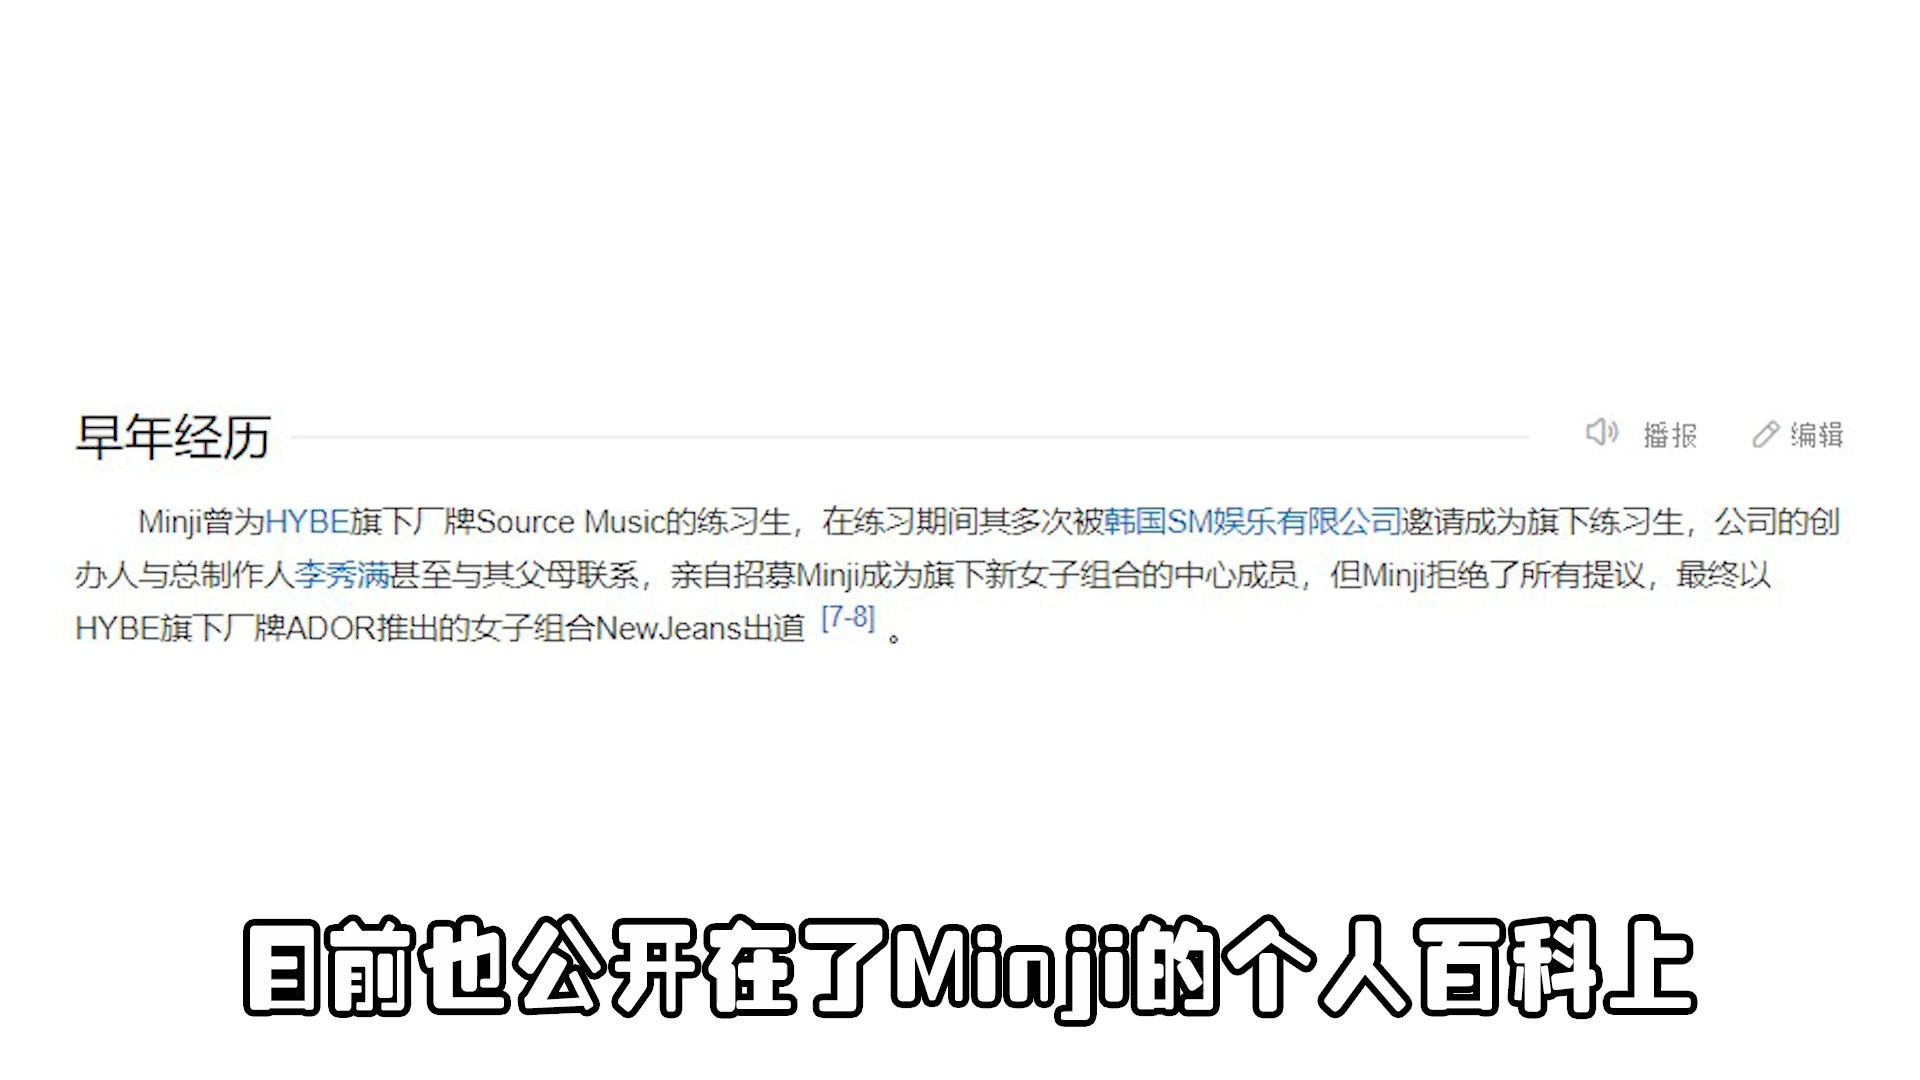 早年经历
播报
编辑
Minji曾为HYBE旗下厂牌Source Music的练习生，在练习期间其多次被韩国SM娱乐有限公司邀请成为旗下练习生，公司的创
办人与总制作人李秀满甚至与其父母联系，亲自招募Minji成为旗下新女子组合的中心成员，但Minji拒绝了所有提议，最终以
HYBE旗下厂牌ADOR推出的女子组合NewJeans出道 [7-8] 。
目前也公开在了Minji的个人百科上